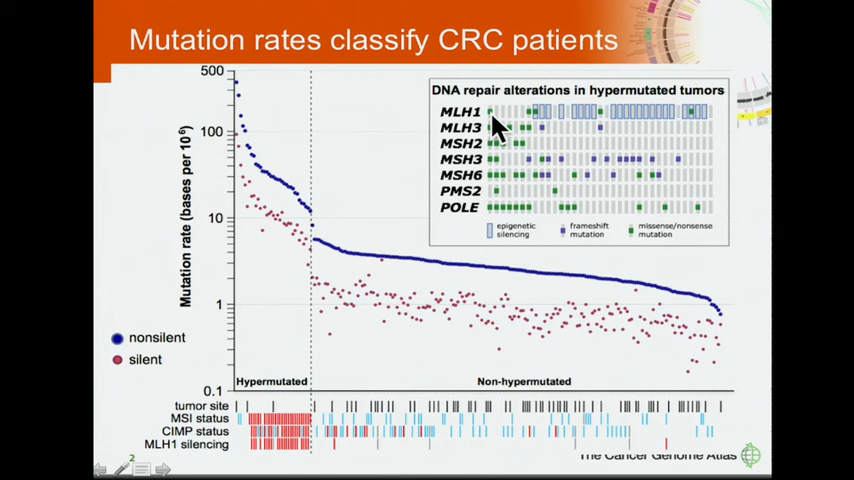 Mutation rates classify CRC patients
500
100
10
1
0.1
Mutation rate (bases per 10⁶)
DNA repair alterations in hypermutated tumors
MLH1
MLH3
MSH2
MSH3
MSH6
PMS2
POLE
epigenetic silencing
frameshift mutation
missense/nonsense mutation
nonsilent
silent
Hypermutated
Non-hypermutated
tumor site
MSI status
CIMP status
MLH1 silencing
2
The Cancer Genome Atlas